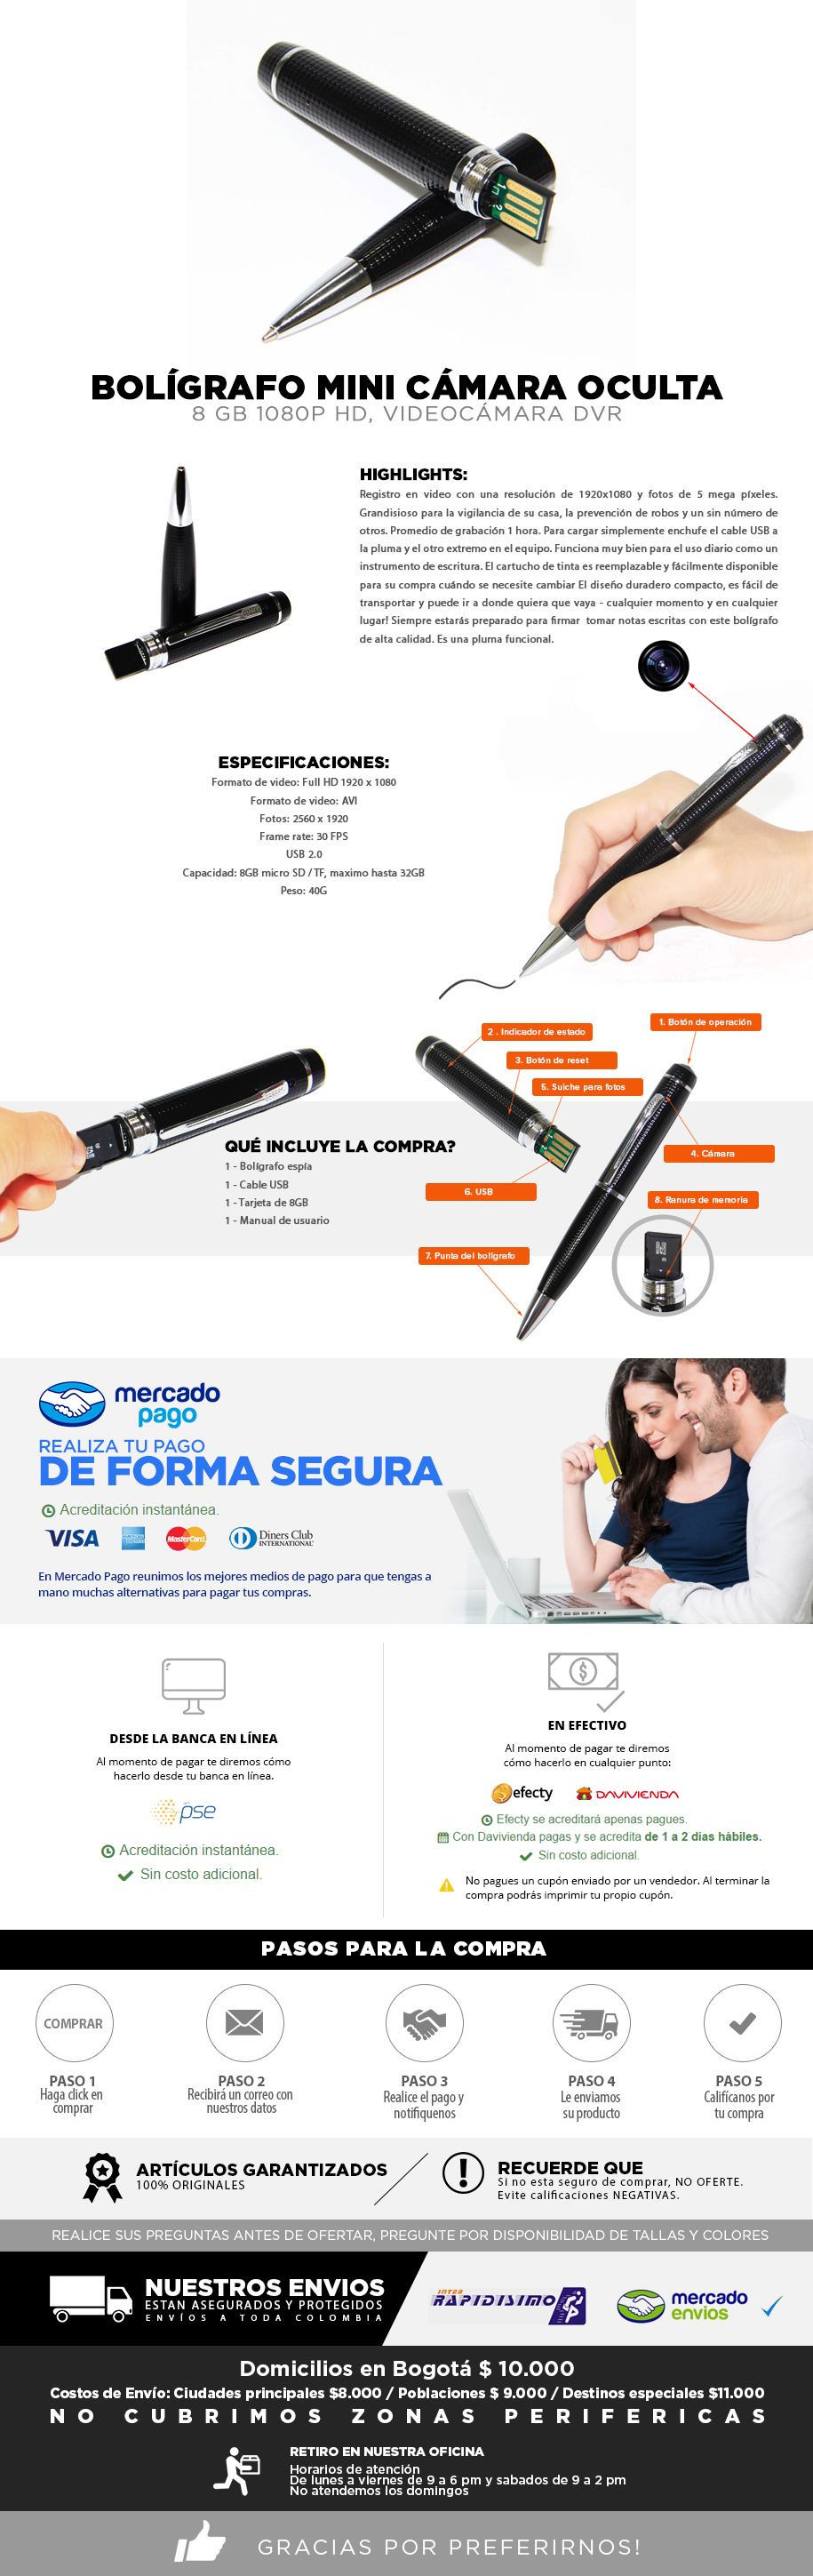 BOLÍGRAFO MINI CÁMARA OCULTA
8 GB 1080P HD, VIDEOCÁMARA DVR
HIGHLIGHTS:
Registro en video con una resolución de 1920x1080 y fotos de 5 mega píxeles.
Grandisioso para la vigilancia de su casa, la prevención de robos y un sin número de
otros. Promedio de grabación 1 hora. Para cargar simplemente enchufe el cable USB a
la pluma y el otro extremo en el equipo. Funciona muy bien para el uso diario como un
instrumento de escritura. El cartucho de tinta es reemplazable y fácilmente disponible
para su compra cuándo se necesite cambiar El diseño duradero compacto, es fácil de
transportar y puede ir a donde quiera que vaya - cualquier momento y en cualquier
lugar! Siempre estarás preparado para firmar tomar notas escritas con este bolígrafo
de alta calidad. Es una pluma funcional.
ESPECIFICACIONES:
Formato de video: Full HD 1920 x 1080
Formato de video: AVI
Fotos: 2560 x 1920
Frame rate: 30 FPS
USB 2.0
Capacidad: 8GB micro SD / TF, maximo hasta 32GB
Peso: 40G
1. Botón de operación
2 . Indicador de estado
3. Botón de reset
5. Suiche para fotos
4. Cámara
6. USB
8. Ranura de memoria
7. Punta del bolígrafo
QUÉ INCLUYE LA COMPRA?
1 - Bolígrafo espía
1 - Cable USB
1 - Tarjeta de 8GB
1 - Manual de usuario
mercado
pago
REALIZA TU PAGO
DE FORMA SEGURA
Acreditación instantánea.
VISA
MasterCard
Diners Club
INTERNATIONAL
En Mercado Pago reunimos los mejores medios de pago para que tengas a
mano muchas alternativas para pagar tus compras.
DESDE LA BANCA EN LÍNEA
Al momento de pagar te diremos cómo
hacerlo desde tu banca en línea.
pse
Acreditación instantánea.
Sin costo adicional.
EN EFECTIVO
Al momento de pagar te diremos
cómo hacerlo en cualquier punto:
efecty
DAVIVIENDA
Efecty se acreditará apenas pagues.
Con Davivienda pagas y se acredita de 1 a 2 días hábiles.
Sin costo adicional.
No pagues un cupón enviado por un vendedor. Al terminar la
compra podrás imprimir tu propio cupón.
PASOS PARA LA COMPRA
COMPRAR
PASO 1
Haga click en
comprar
PASO 2
Recibirá un correo con
nuestros datos
PASO 3
Realice el pago y
notifiquenos
PASO 4
Le enviamos
su producto
PASO 5
Califícanos por
tu compra
ARTÍCULOS GARANTIZADOS
100% ORIGINALES
RECUERDE QUE
Si no esta seguro de comprar, NO OFERTE.
Evite calificaciones NEGATIVAS.
REALICE SUS PREGUNTAS ANTES DE OFERTAR, PREGUNTE POR DISPONIBILIDAD DE TALLAS Y COLORES
NUESTROS ENVIOS
ESTAN ASEGURADOS Y PROTEGIDOS
ENVÍOS A TODA COLOMBIA
INTER
RAPIDISIMO
mercado
envios
Domicilios en Bogotá $ 10.000
Costos de Envío: Ciudades principales $8.000 / Poblaciones $ 9.000 / Destinos especiales $11.000
NO CUBRIMOS ZONAS PERIFERICAS
RETIRO EN NUESTRA OFICINA
Horarios de atención
De lunes a viernes de 9 a 6 pm y sabados de 9 a 2 pm
No atendemos los domingos
GRACIAS POR PREFERIRNOS!